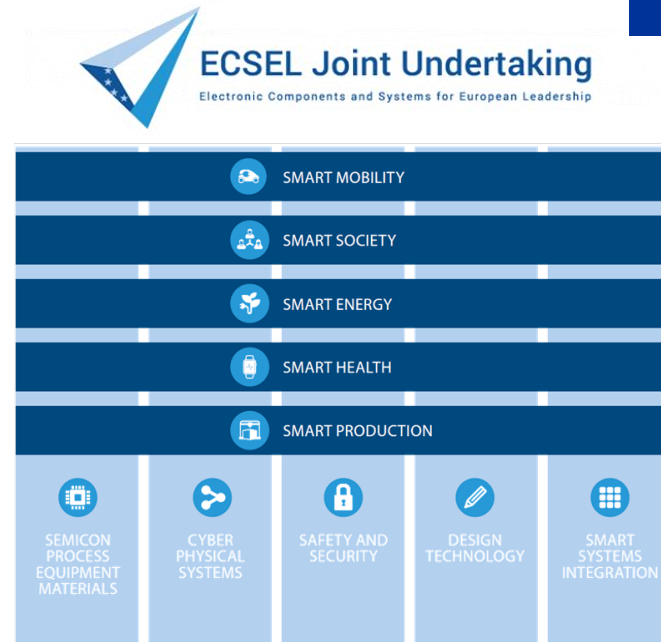 ECSEL Joint Undertaking
Electronic Components and Systems for European Leadership
SMART MOBILITY
SMART SOCIETY
SMART ENERGY
SMART HEALTH
SMART PRODUCTION
SEMICON
PROCESS
EQUIPMENT
MATERIALS
CYBER
PHYSICAL
SYSTEMS
SAFETY AND
SECURITY
DESIGN
TECHNOLOGY
SMART
SYSTEMS
INTEGRATION